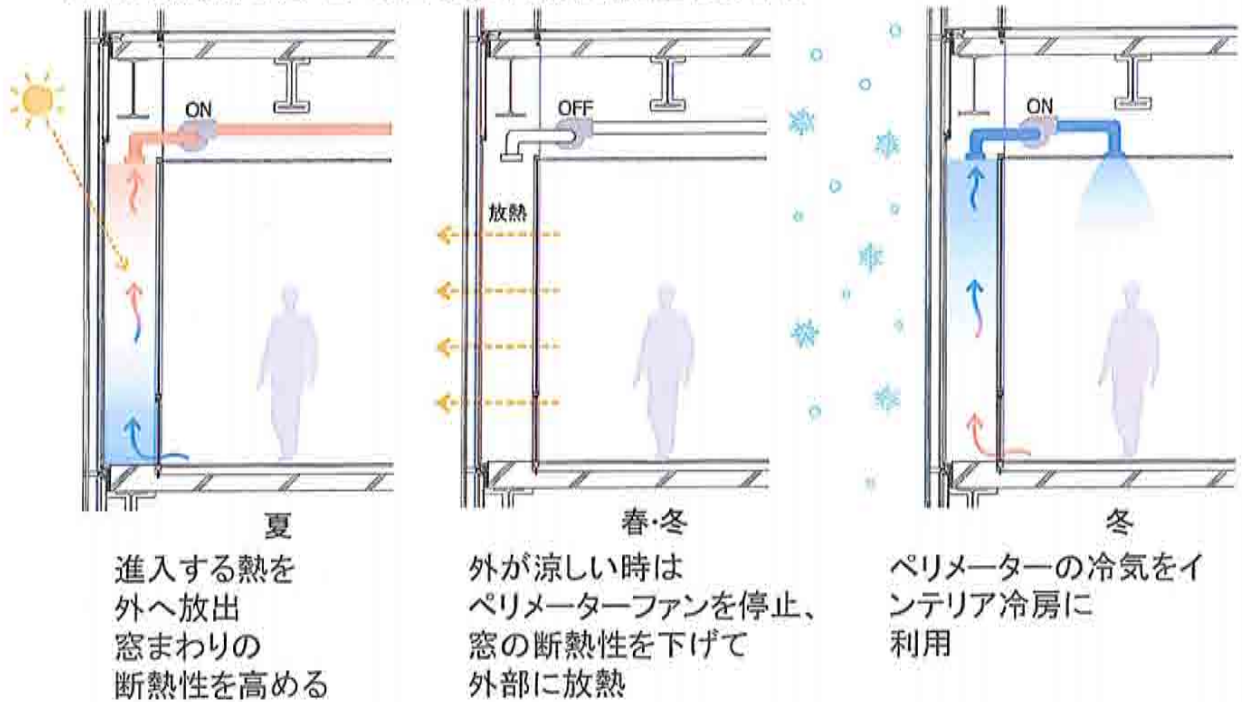 ON
OFF
ON
放熱
夏
進入する熱を
外へ放出
窓まわりの
断熱性を高める
春・冬
外が涼しい時は
ペリメーターファンを停止、
窓の断熱性を下げて
外部に放熱
冬
ペリメーターの冷気をイ
ンテリア冷房に
利用